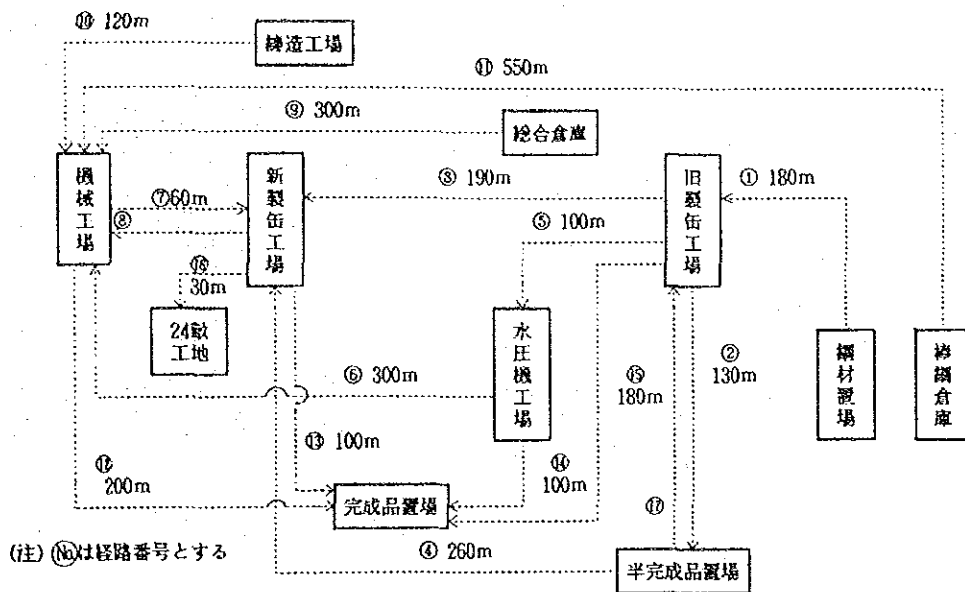 ⑩ 120m
鋳造工場
⑪ 550m
⑨ 300m
総合倉庫
機械工場
⑦60m
⑧
新製缶工場
③ 190m
旧製缶工場
① 180m
⑤ 100m
⑯
30m
24畝
工地
水圧機工場
⑥ 300m
⑮
180m
②
130m
鋼材置場
棒鋼倉庫
⑬ 100m
⑫
200m
⑭
100m
完成品置場
⑰
(注) Noは経路番号とする
④ 260m
半完成品置場